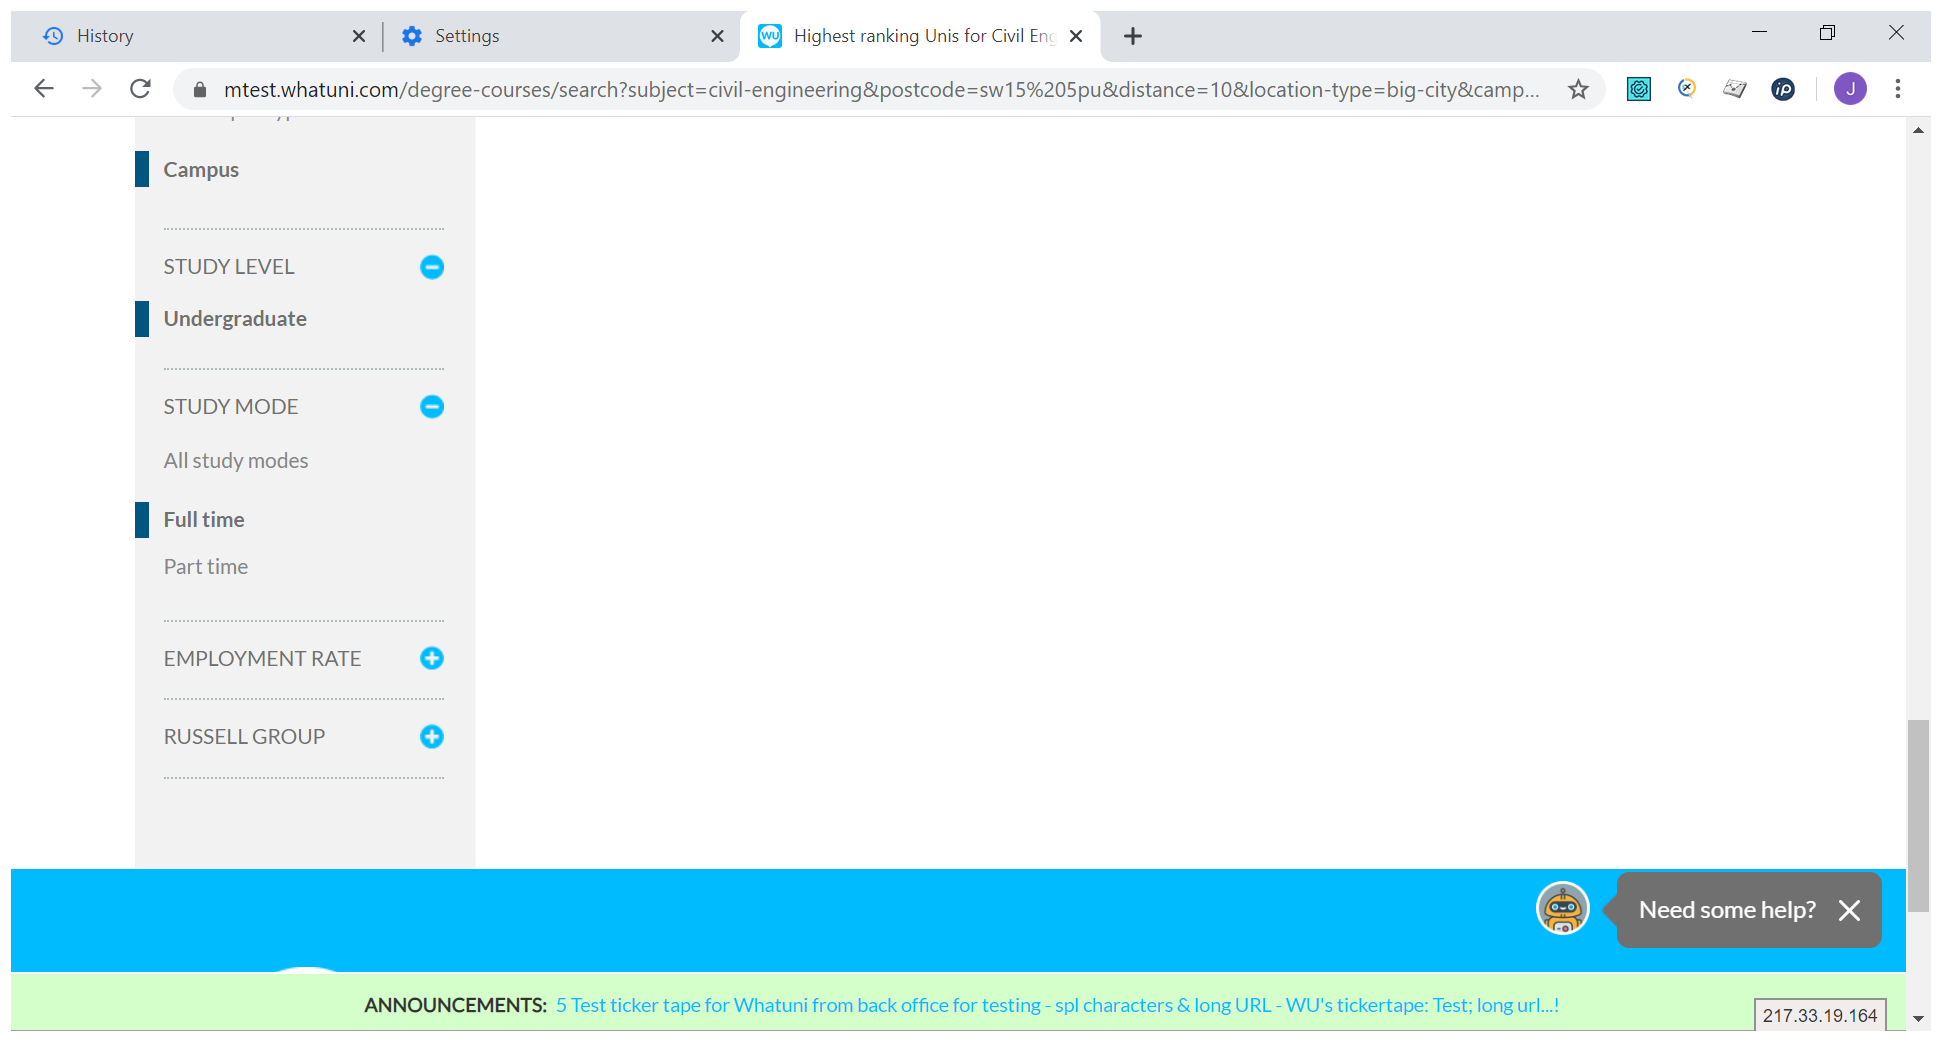 History
Settings
WU Highest ranking Unis for Civil Eng
mtest.whatuni.com/degree-courses/search?subject=civil-engineering&postcode=sw15%205pu&distance=10&location-type=big-city&camp...
iP
J
Campus
STUDY LEVEL
Undergraduate
STUDY MODE
All study modes
Full time
Part time
EMPLOYMENT RATE
RUSSELL GROUP
Need some help?
ANNOUNCEMENTS: 5 Test ticker tape for Whatuni from back office for testing - spl characters & long URL - WU's tickertape: Test; long url...!
217.33.19.164